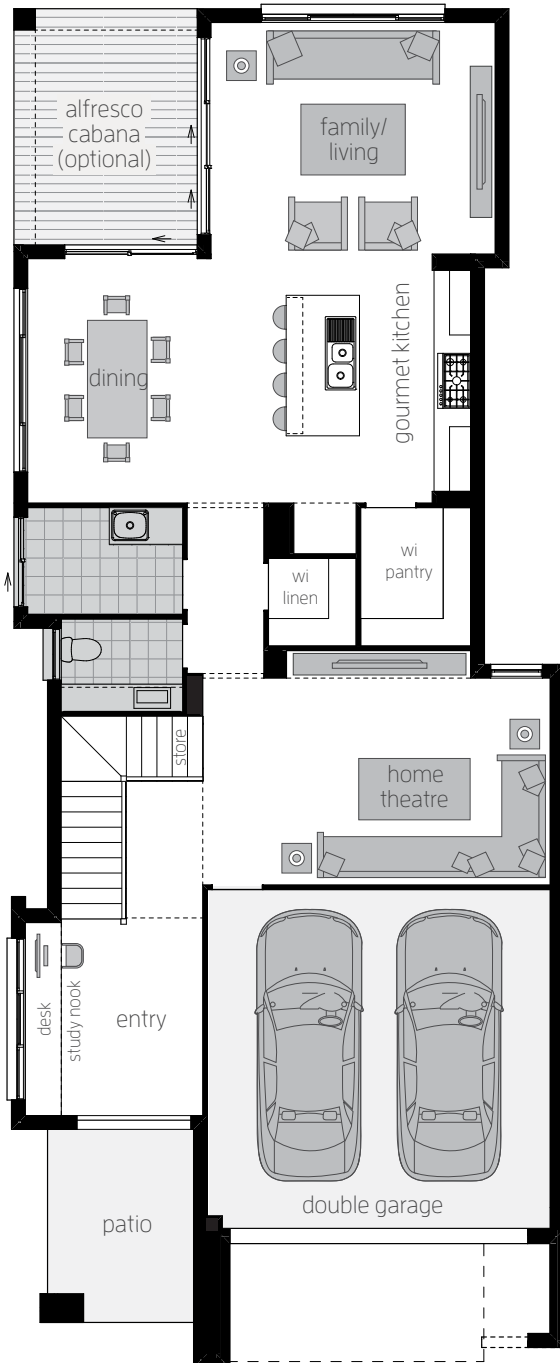 alfresco
cabana
(optional)
family/
living
gourmet kitchen
dining
wi
pantry
wi
linen
store
home
theatre
desk
study nook
entry
double garage
patio